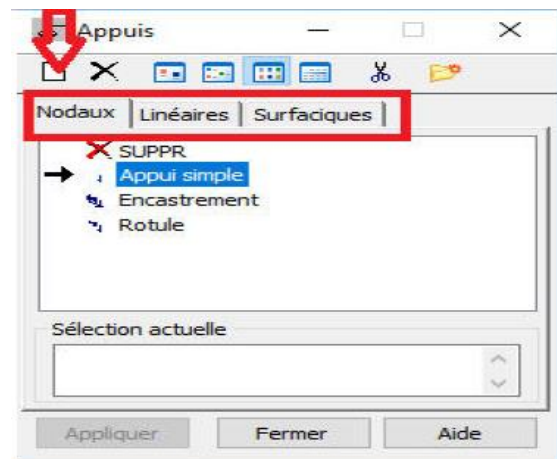 Appuis
Nodaux Linéaires Surfaciques
SUPPR
Appui simple
Encastrement
Rotule
Sélection actuelle
Appliquer Fermer Aide